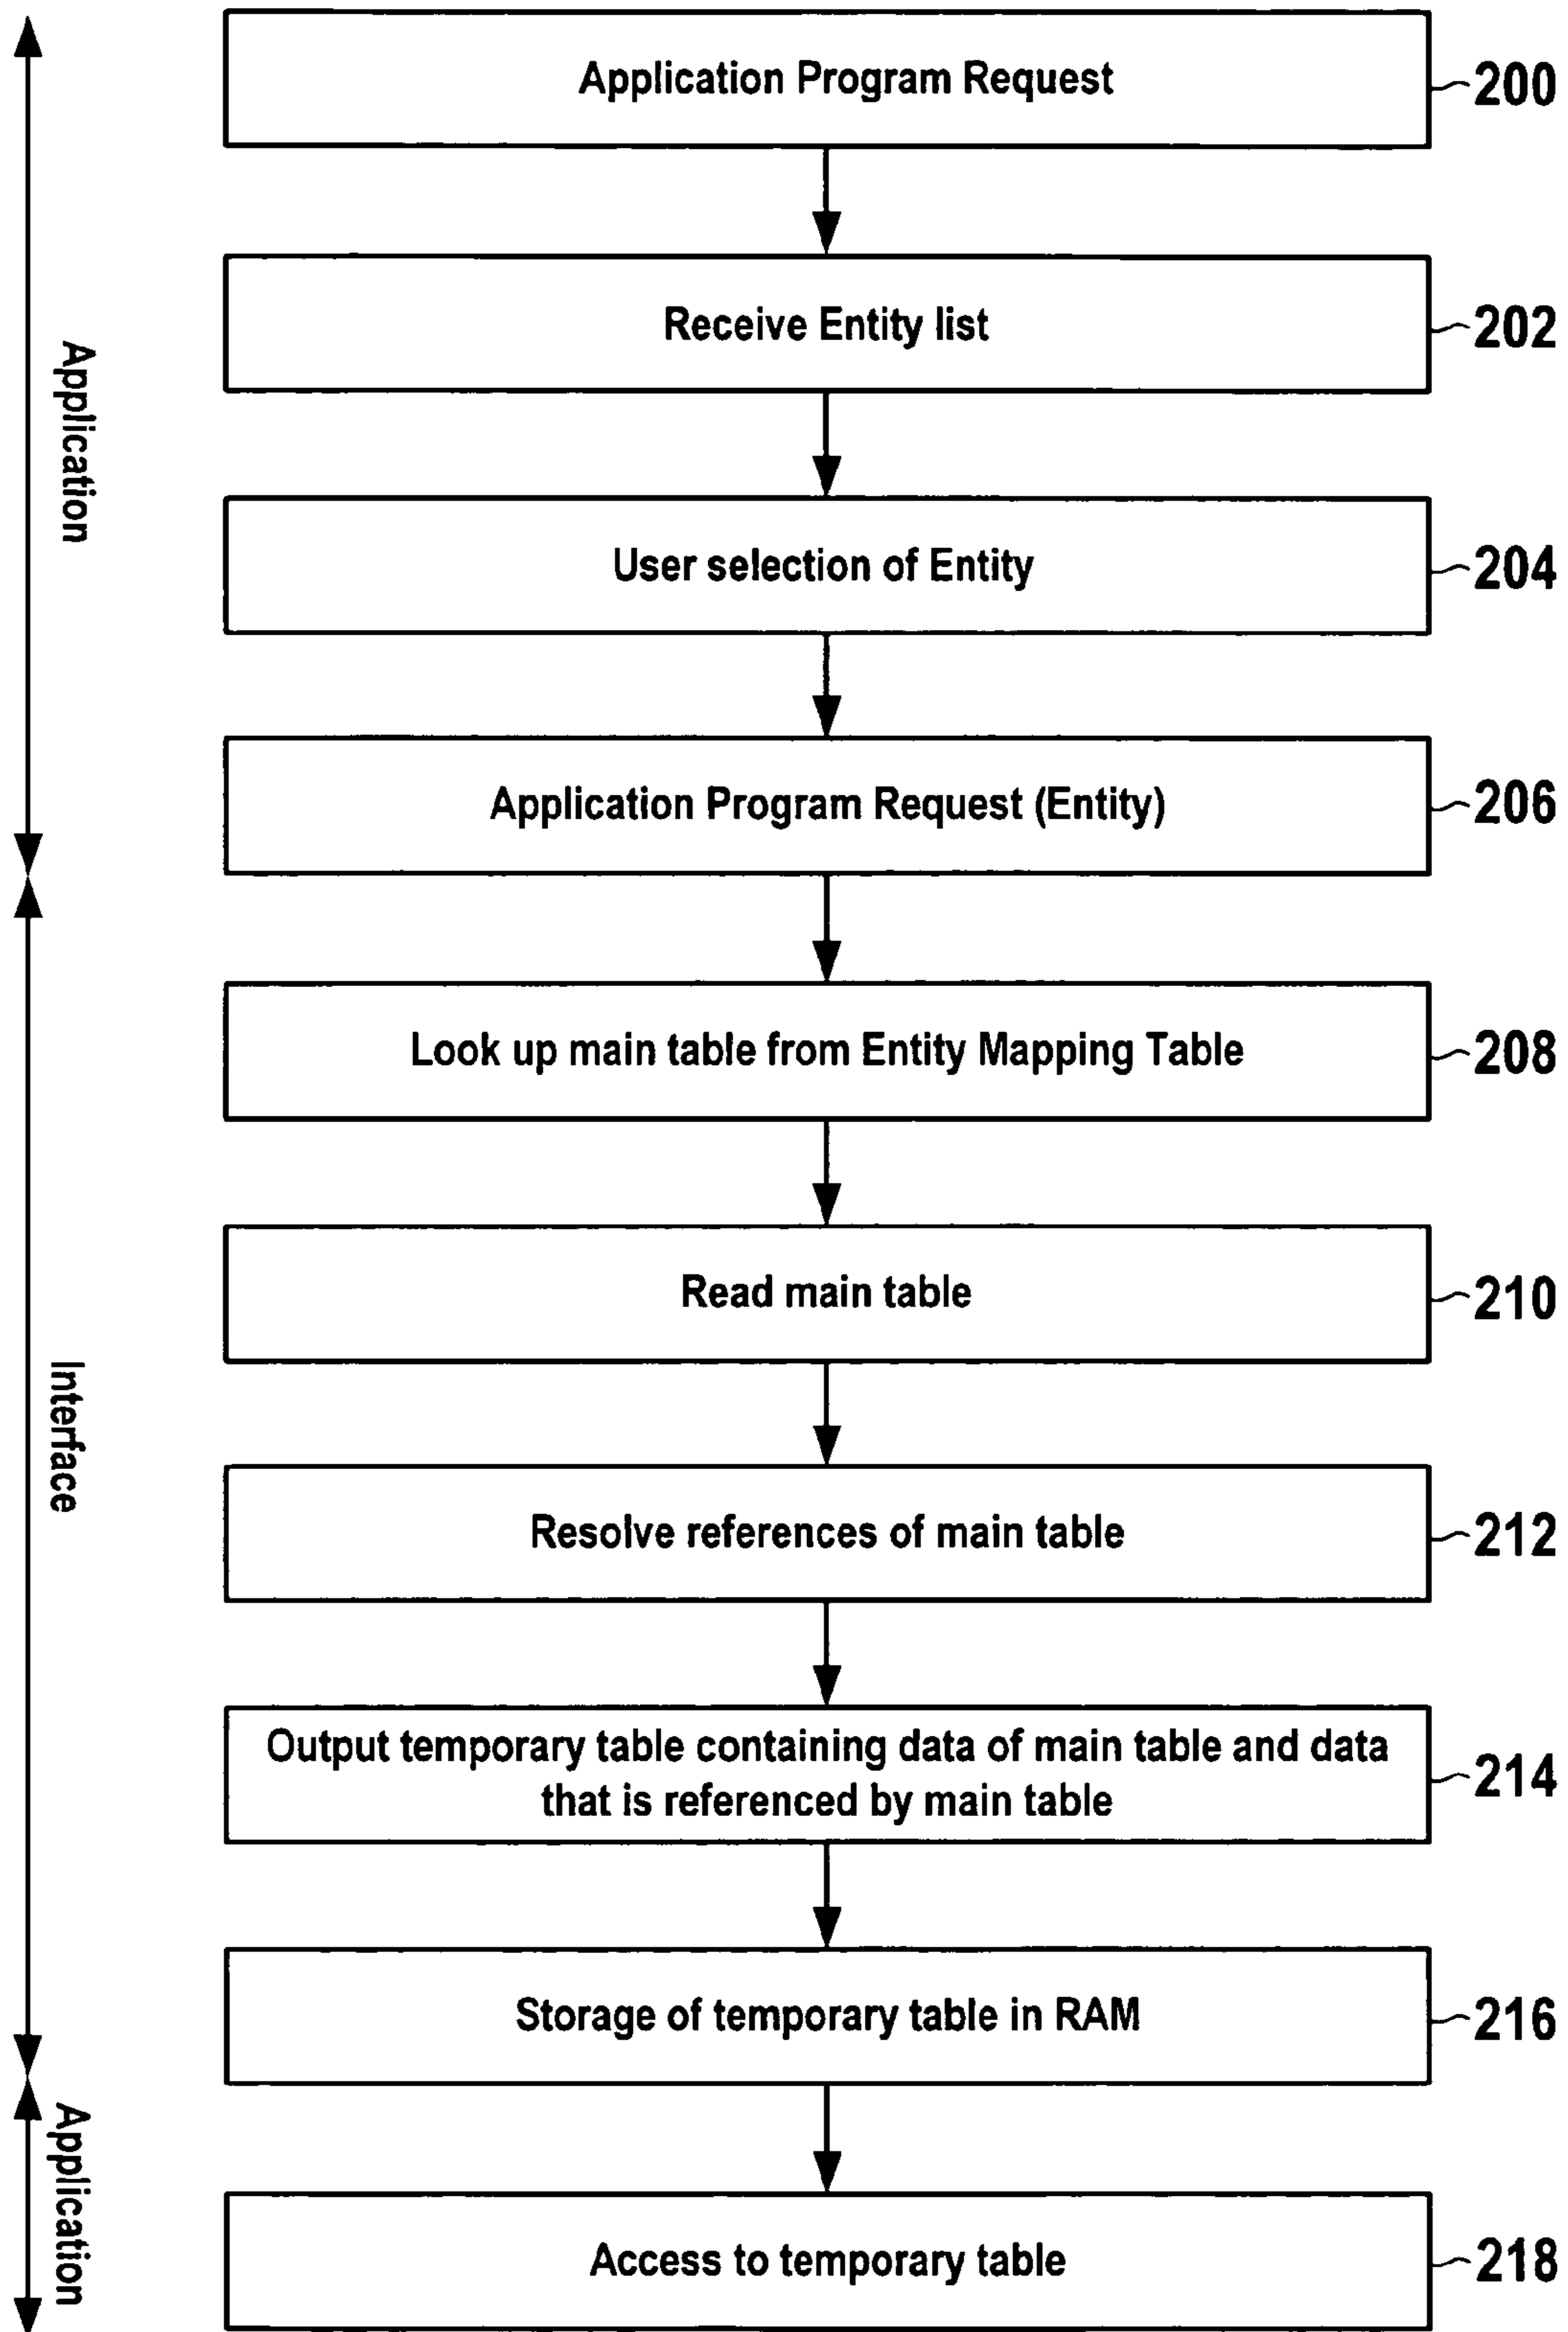 Application Program Request
200
Receive Entity list
202
Application
User selection of Entity
204
Application Program Request (Entity)
206
Look up main table from Entity Mapping Table
208
Read main table
210
Interface
Resolve references of main table
212
Output temporary table containing data of main table and data
that is referenced by main table
214
Storage of temporary table in RAM
216
Application
Access to temporary table
218